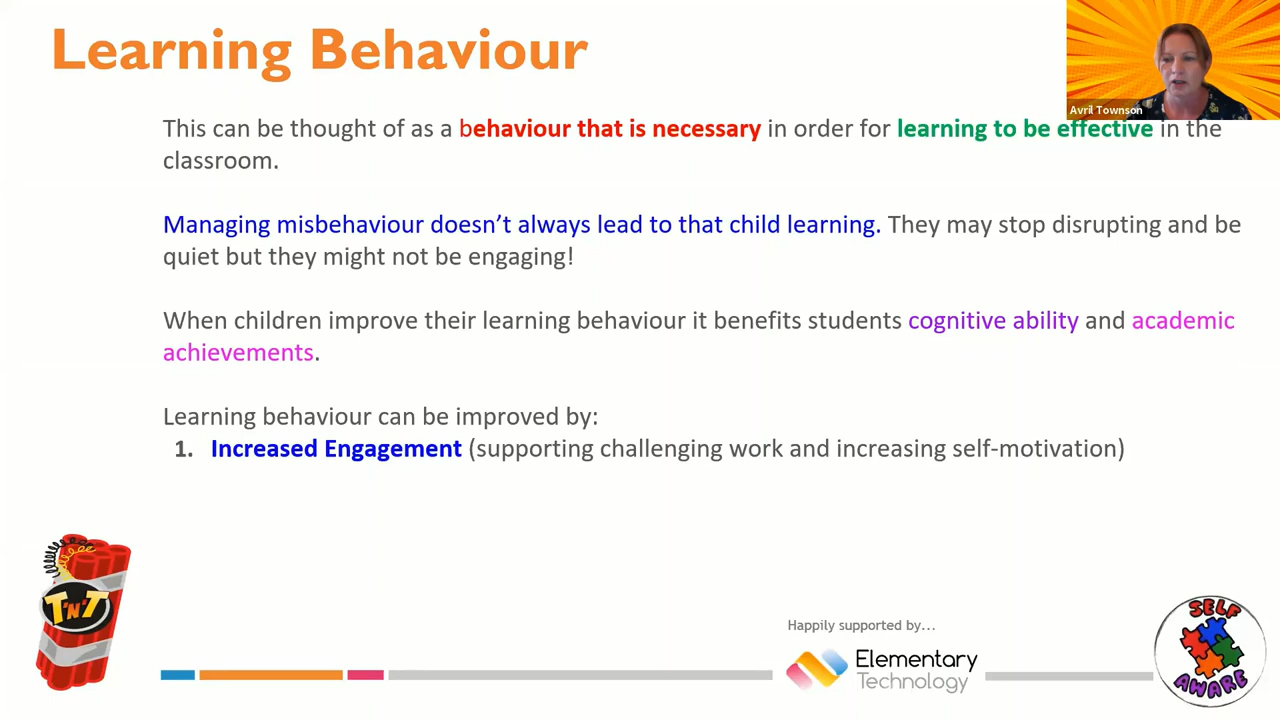 Learning Behaviour
Avril Townson
This can be thought of as a behaviour that is necessary in order for learning to be effective in the
classroom.
Managing misbehaviour doesn’t always lead to that child learning. They may stop disrupting and be
quiet but they might not be engaging!
When children improve their learning behaviour it benefits students cognitive ability and academic
achievements.
Learning behaviour can be improved by:
1. Increased Engagement (supporting challenging work and increasing self-motivation)
T'N'T
Happily supported by...
Elementary
Technology
SELF
AWARE